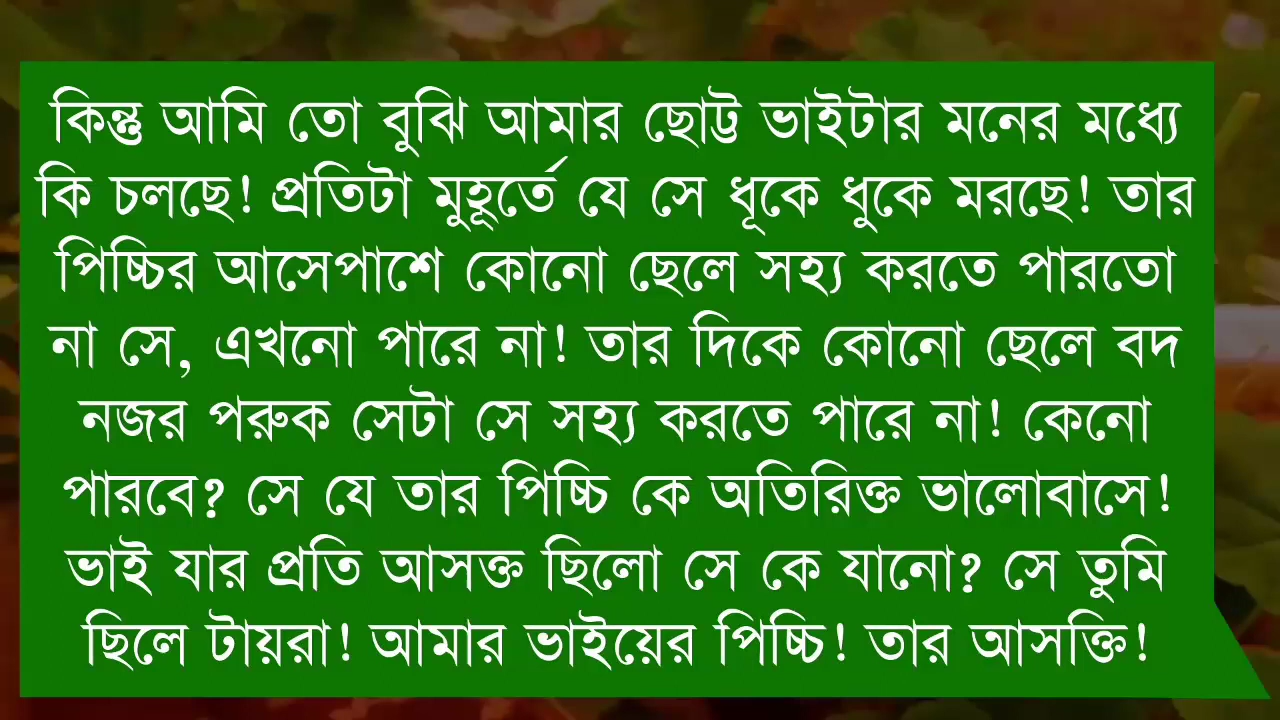 কিন্তু আমি তো বুঝি আমার ছোট্ট ভাইটার মনের মধ্যে
কি চলছে! প্রতিটা মুহূর্তে যে সে ধূকে ধুকে মরছে! তার
পিচ্চির আসেপাশে কোনো ছেলে সহ্য করতে পারতো
না সে, এখনো পারে না! তার দিকে কোনো ছেলে বদ
নজর পরুক সেটা সে সহ্য করতে পারে না! কেনো
পারবে? সে যে তার পিচ্চি কে অতিরিক্ত ভালোবাসে!
ভাই যার প্রতি আসক্ত ছিলো সে কে যানো? সে তুমি
ছিলে টায়রা! আমার ভাইয়ের পিচ্চি! তার আসক্তি!